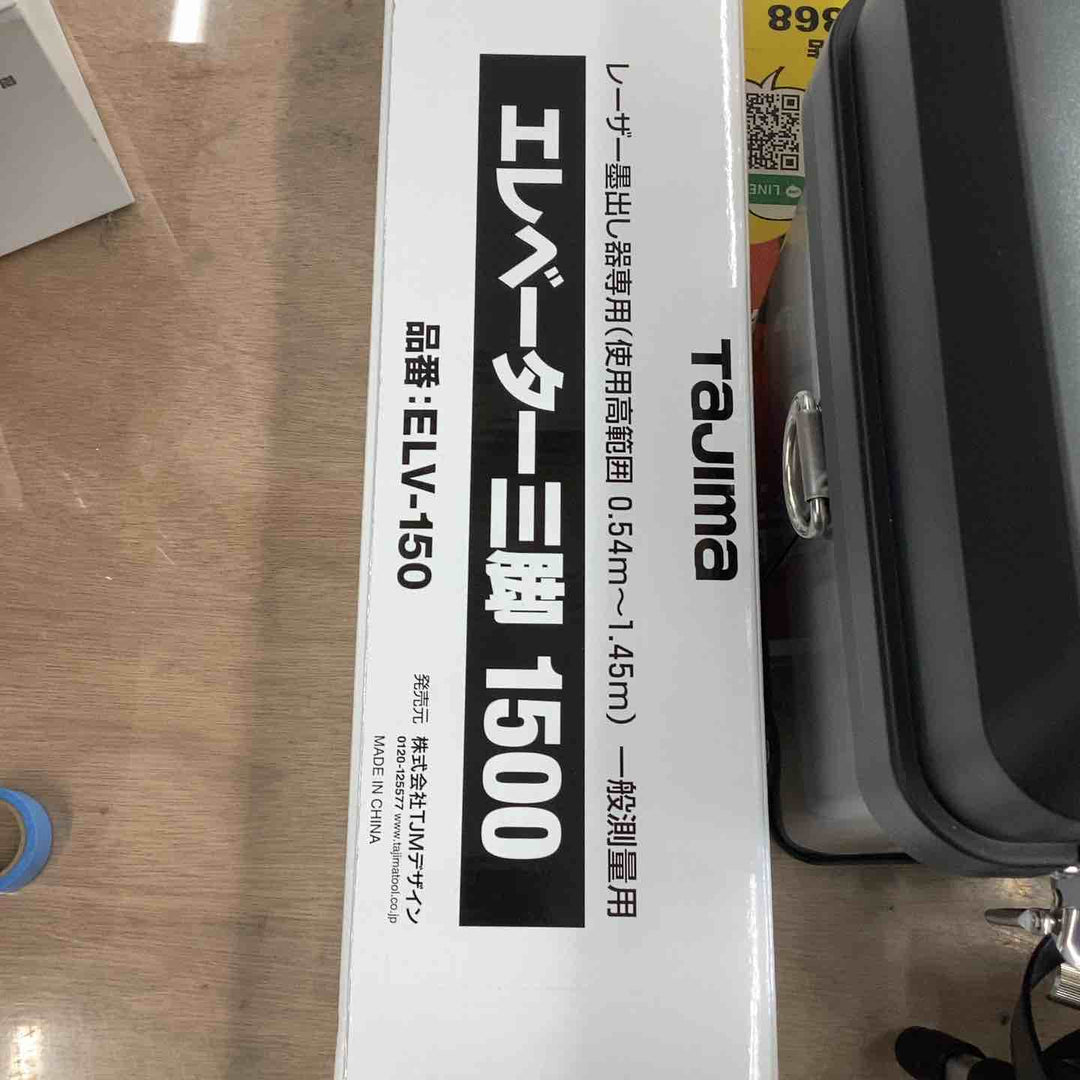 TaJIma
レーザー墨出し器専用(使用高範囲 0.54m～1.45m) 一般測量用
エレベーター三脚 1500
品番:ELV-150
発売元 株式会社TJMデザイン
0120-125577 www.tajimatool.co.jp
MADE IN CHINA
368
LINE